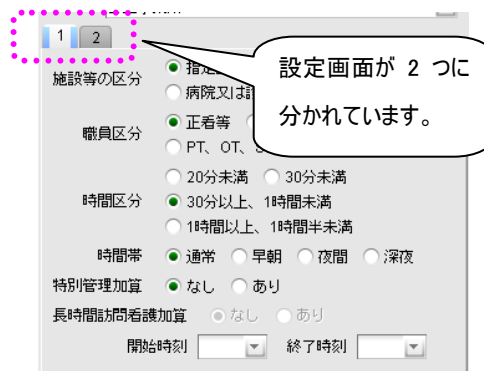 1 2
設定画面が 2 つに
分かれています。
施設等の区分 指定
病院又は
職員区分 正看等
PT、OT、
20分未満 30分未満
時間区分 30分以上、1時間未満
1時間以上、1時間半未満
時間帯 通常 早朝 夜間 深夜
特別管理加算 なし あり
長時間訪問看護加算 なし あり
開始時刻 終了時刻